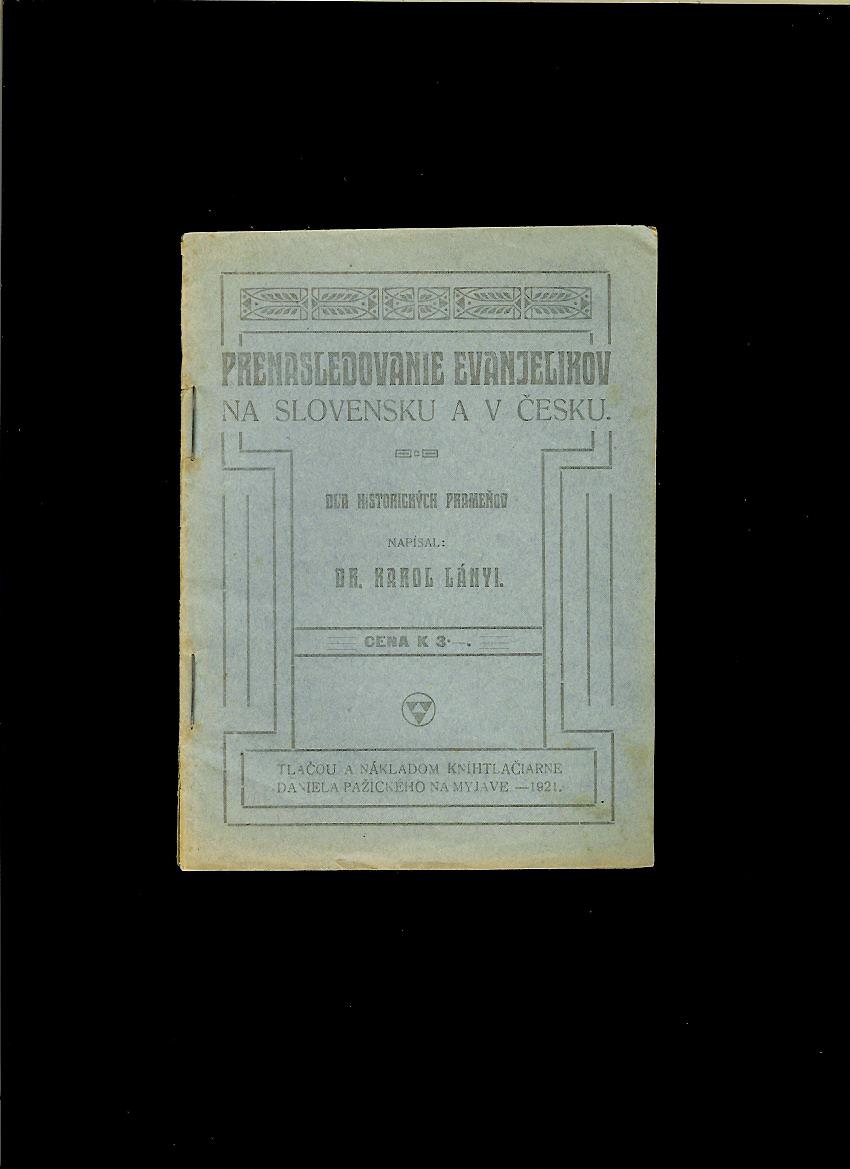 PRENASLEDOVANIE EVANJELIKOV
NA SLOVENSKU A V ČESKU.
DĽA HISTORICKÝCH PRAMEŇOV
NAPÍSAL:
DR. KAROL LÁNYI.
CENA K 3·—.
TLAČOU A NÁKLADOM KNÍHTLAČIARNE
DANIELA PAŽICKÉHO NA MYJAVE —1921.